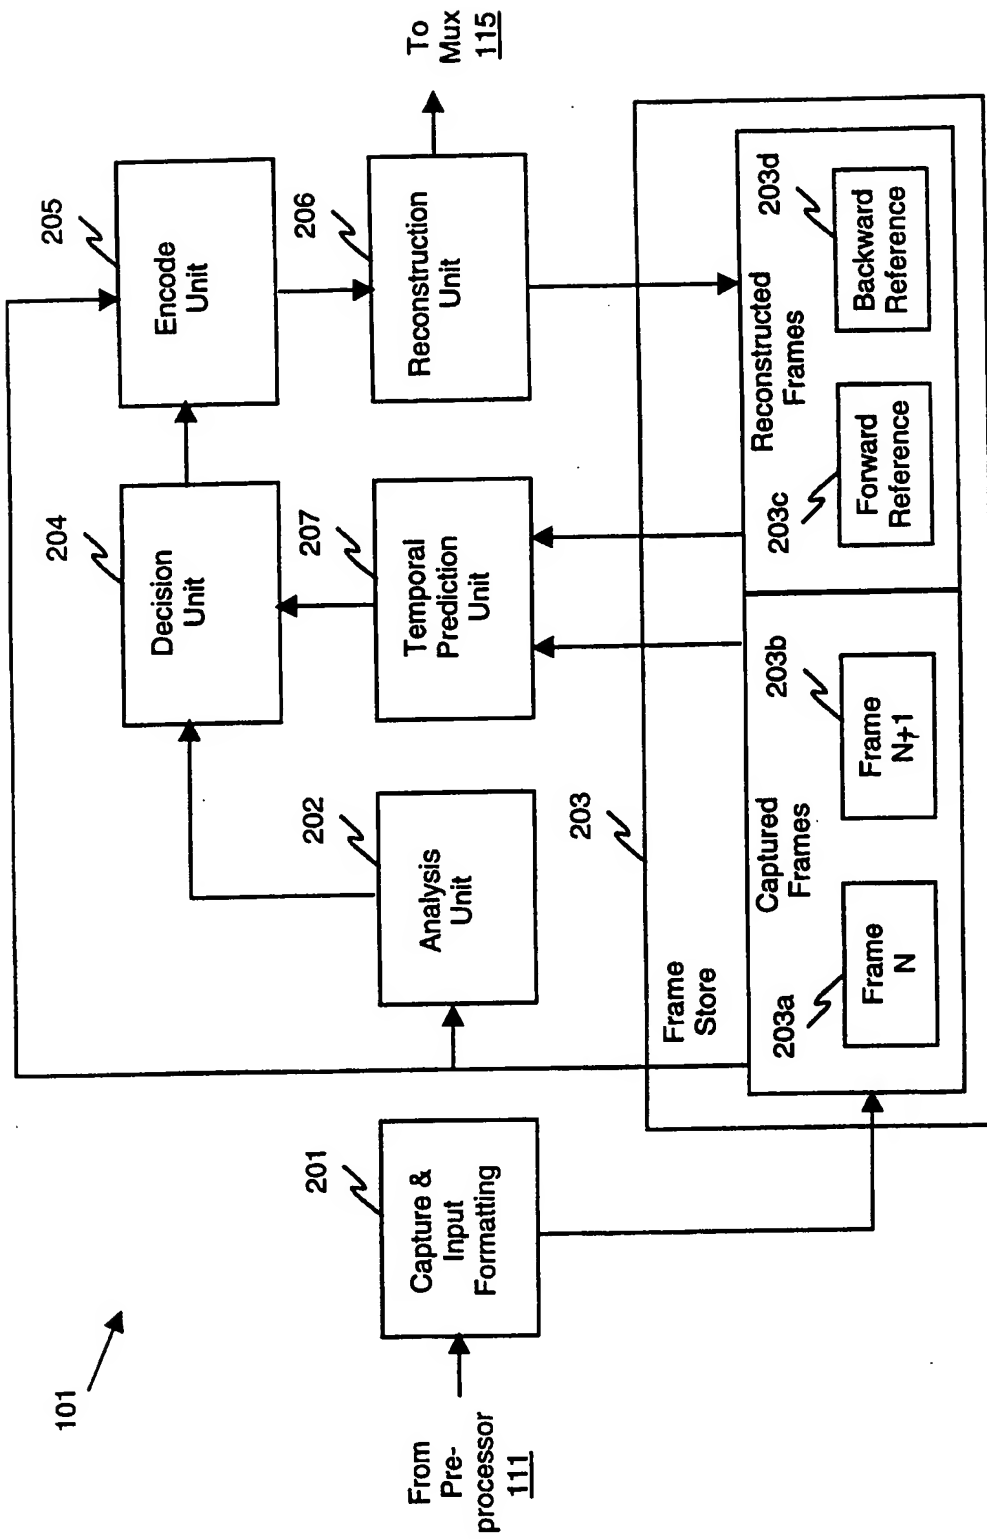 101
From
Pre-
processor
111
201
Capture &
Input
Formatting
202
Analysis
Unit
204
Decision
Unit
205
Encode
Unit
207
Temporal
Prediction
Unit
206
Reconstruction
Unit
To
Mux
115
203
Frame
Store
Captured
Frames
203a
Frame
N
203b
Frame
N+1
Reconstructed
Frames
203c
Forward
Reference
203d
Backward
Reference